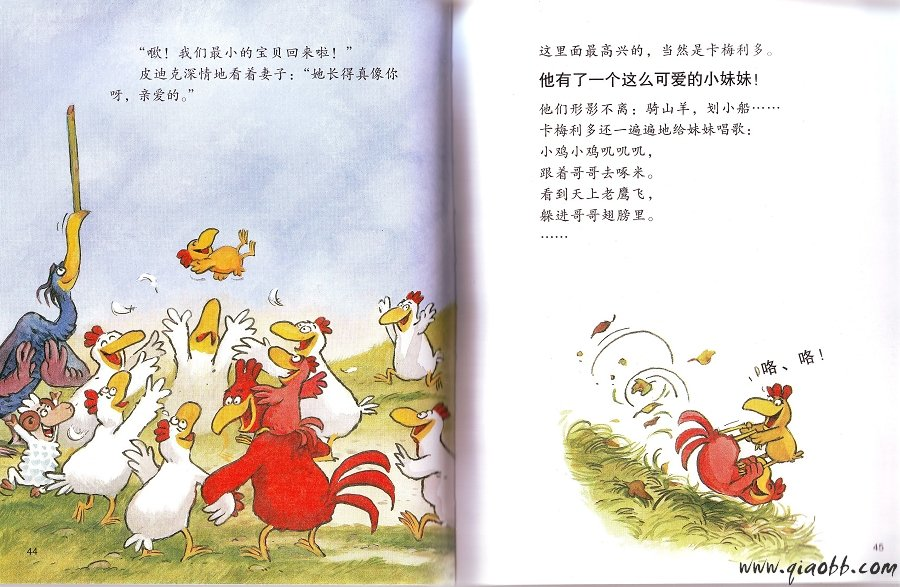 “噉！我们最小的宝贝回来啦！”
皮迪克深情地看着妻子：“她长得真像你
呀，亲爱的。”
44
这里面最高兴的，当然是卡梅利多。
他有了一个这么可爱的小妹妹！
他们形影不离：骑山羊，划小船……
卡梅利多还一遍遍地给妹妹唱歌：
小鸡小鸡叽叽叽，
跟着哥哥去啄米。
看到天上老鹰飞，
躲进哥哥翅膀里。
……
咯、咯！
45
www.qiaobb.com